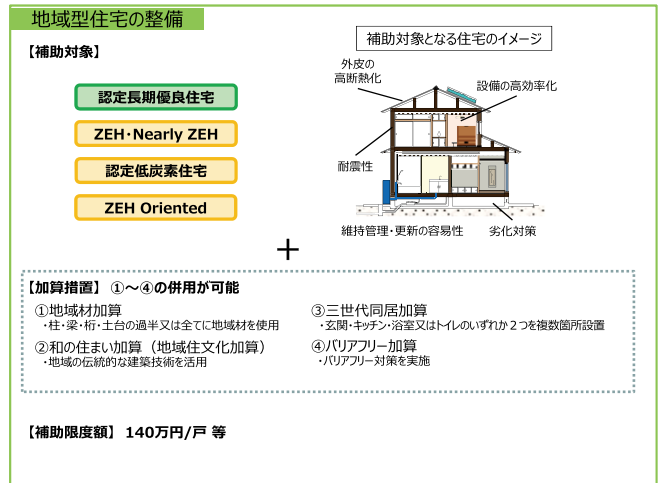 地域型住宅の整備
【補助対象】
認定長期優良住宅
ZEH・Nearly ZEH
認定低炭素住宅
ZEH Oriented
補助対象となる住宅のイメージ
外皮の
高断熱化
設備の高効率化
耐震性
維持管理・更新の容易性
劣化対策
＋
【加算措置】 ①～④の併用が可能
①地域材加算
・柱・梁・桁・土台の過半又は全てに地域材を使用
②和の住まい加算（地域住文化加算）
・地域の伝統的な建築技術を活用
③三世代同居加算
・玄関・キッチン・浴室又はトイレのいずれか２つを複数箇所設置
④バリアフリー加算
・バリアフリー対策を実施
【補助限度額】 140万円/戸 等